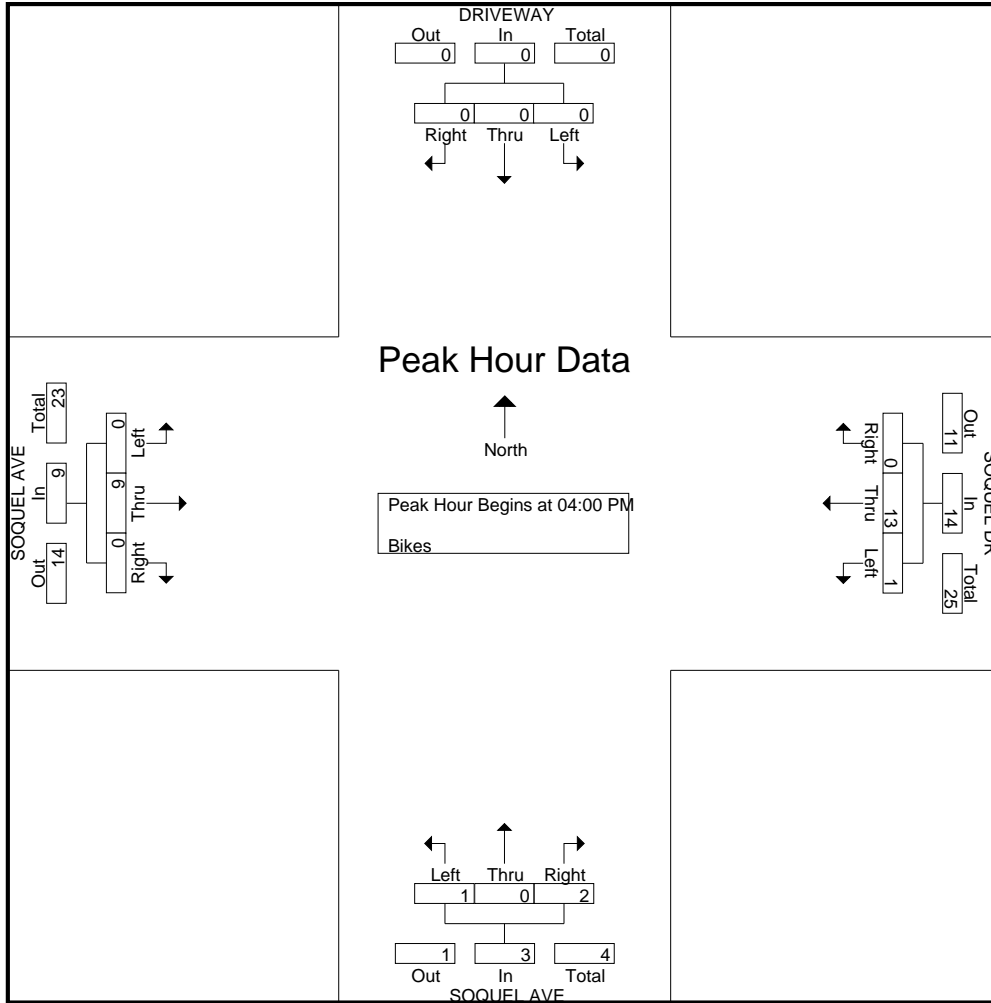 DRIVEWAY
Out In Total
0 0 0
0 0 0
Right Thru Left
Peak Hour Data
North
Peak Hour Begins at 04:00 PM
Bikes
SOQUEL AVE
Out In Total
14 9 23
0 9 0
Right Thru Left
SOQUEL DR
Out In Total
11 14 25
0 13 1
Right Thru Left
Left Thru Right
1 0 2
1 3 4
Out In Total
SOQUEL AVE